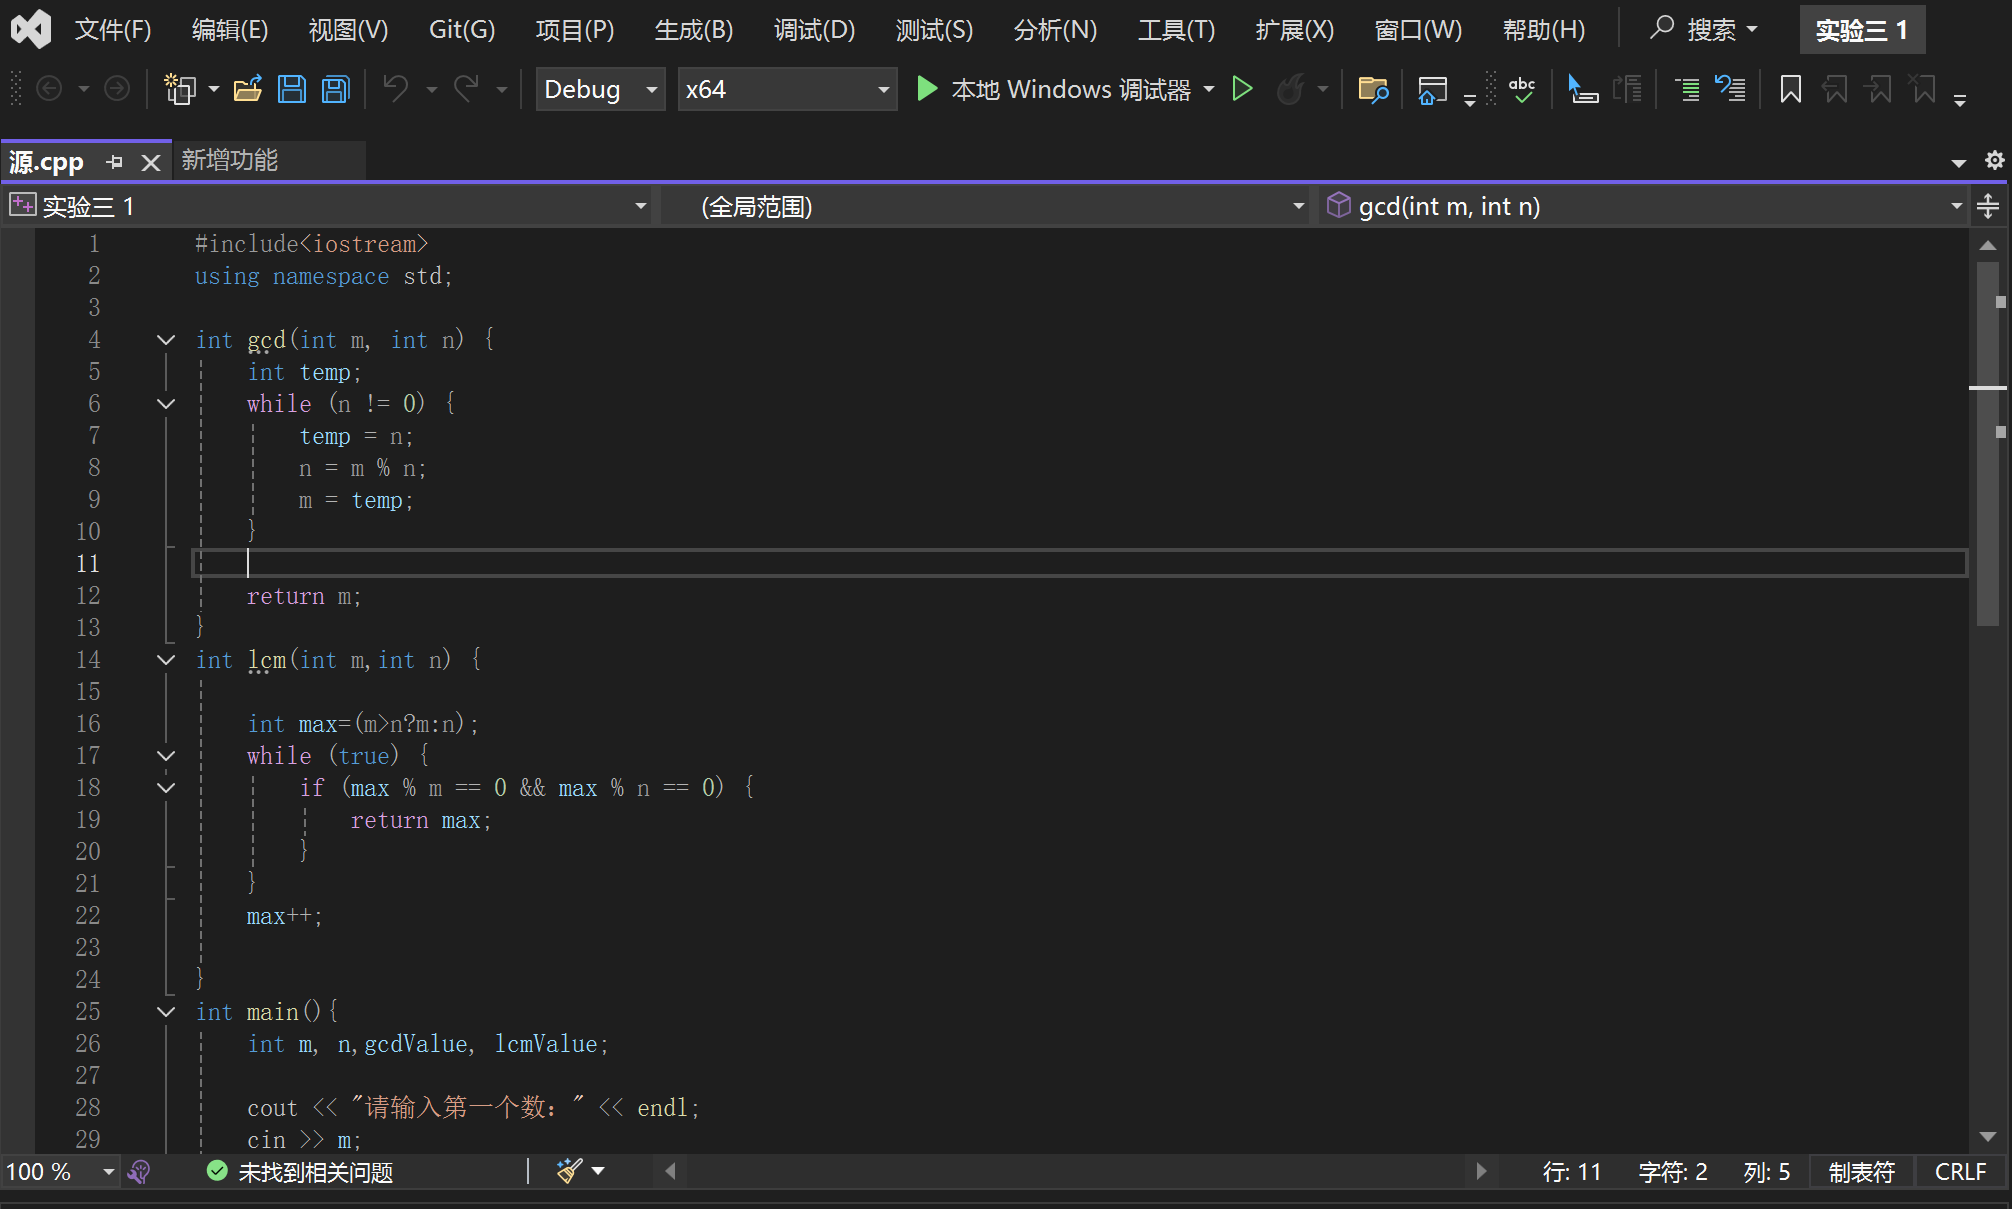 文件(F) 编辑(E) 视图(V) Git(G) 项目(P) 生成(B) 调试(D) 测试(S) 分析(N) 工具(T) 扩展(X) 窗口(W) 帮助(H) 搜索 实验三 1
Debug x64 本地 Windows 调试器 abc
源.cpp 新增功能
实验三 1 (全局范围) gcd(int m, int n)
1 #include<iostream>
2 using namespace std;
3
4 int gcd(int m, int n) {
5 int temp;
6 while (n != 0) {
7 temp = n;
8 n = m % n;
9 m = temp;
10 }
11
12 return m;
13 }
14 int lcm(int m,int n) {
15
16 int max=(m>n?m:n);
17 while (true) {
18 if (max % m == 0 && max % n == 0) {
19 return max;
20 }
21 }
22 max++;
23
24 }
25 int main(){
26 int m, n,gcdValue, lcmValue;
27
28 cout << "请输入第一个数：" << endl;
29 cin >> m;
100 % 未找到相关问题 行: 11 字符: 2 列: 5 制表符 CRLF